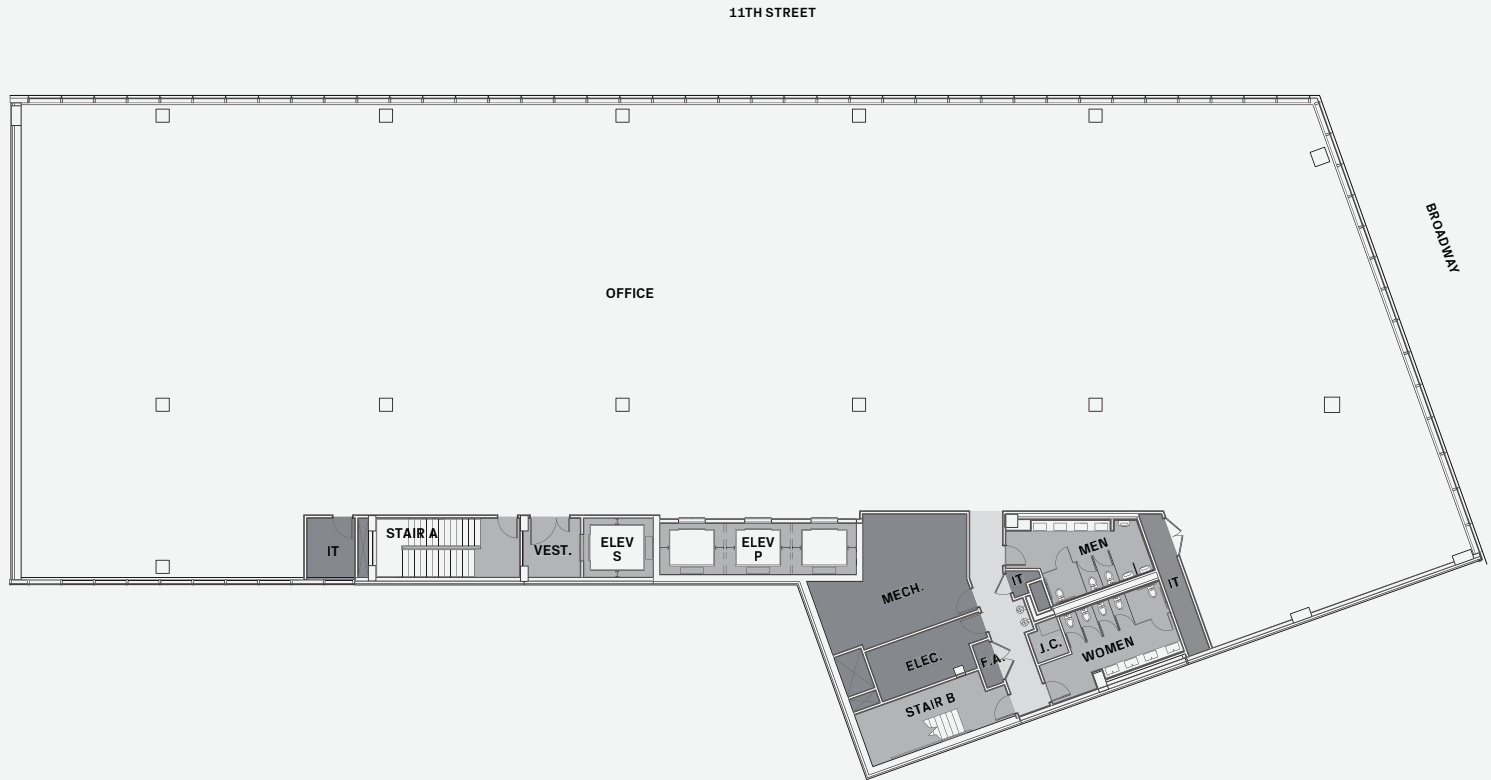 11TH STREET
BROADWAY
OFFICE
STAIR A
IT
VEST.
ELEV
S
ELEV
P
MECH.
MEN
IT
IT
ELEC.
F.A.
J.C.
WOMEN
STAIR B